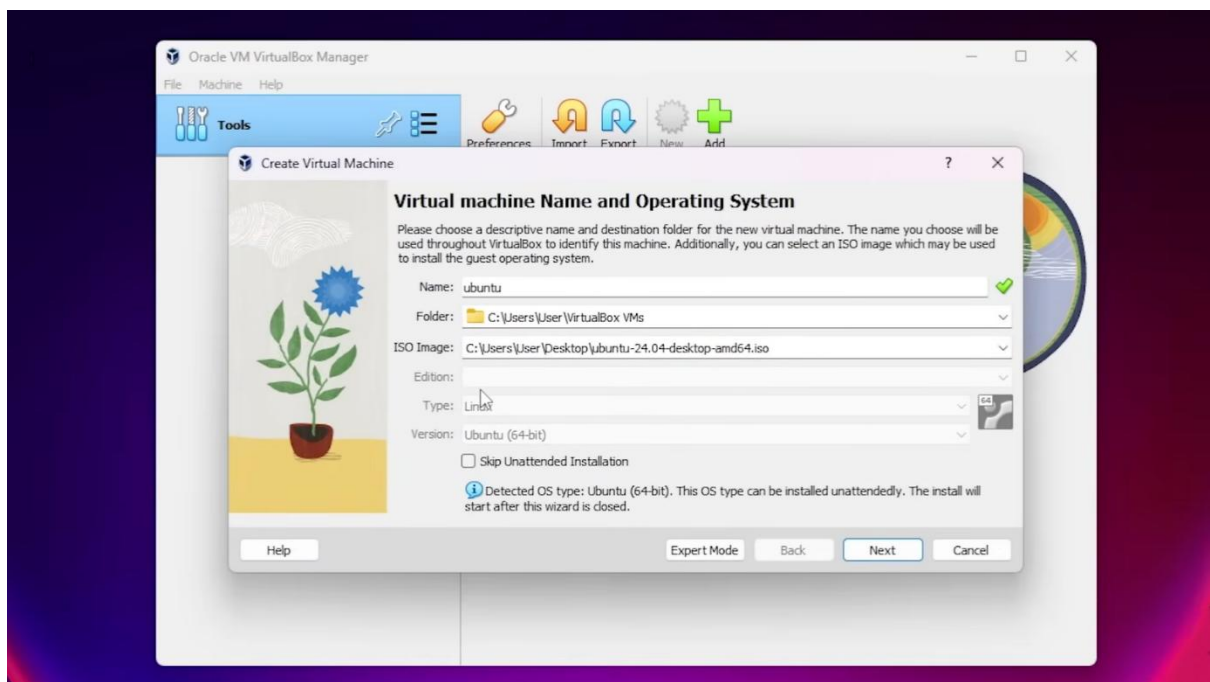 Oracle VM VirtualBox Manager
File Machine Help
Tools
Preferences Import Export New Add
Create Virtual Machine ?
Virtual machine Name and Operating System
Please choose a descriptive name and destination folder for the new virtual machine. The name you choose will be
used throughout VirtualBox to identify this machine. Additionally, you can select an ISO image which may be used
to install the guest operating system.
Name: ubuntu
Folder: C:\Users\User\VirtualBox VMs
ISO Image: C:\Users\User\Desktop\ubuntu-24.04-desktop-amd64.iso
Edition:
Type: Linux
64
Version: Ubuntu (64-bit)
Skip Unattended Installation
Detected OS type: Ubuntu (64-bit). This OS type can be installed unattendedly. The install will
start after this wizard is closed.
Help Expert Mode Back Next Cancel